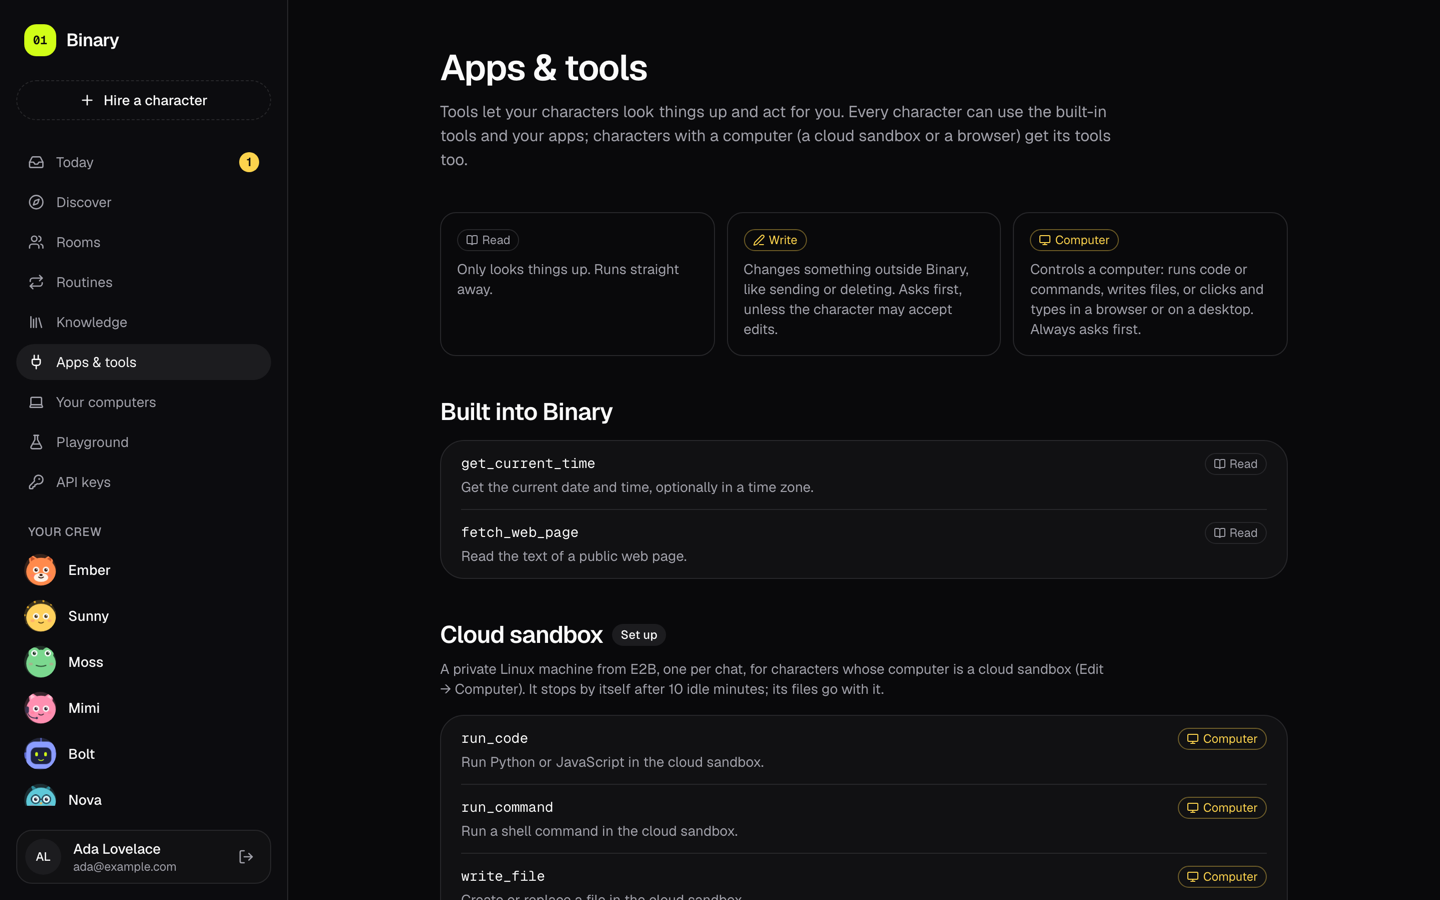 01 Binary
+ Hire a character
Today 1
Discover
Rooms
Routines
Knowledge
Apps & tools
Your computers
Playground
API keys
YOUR CREW
Ember
Sunny
Moss
Mimi
Bolt
Nova
AL Ada Lovelace
ada@example.com
Apps & tools
Tools let your characters look things up and act for you. Every character can use the built-in
tools and your apps; characters with a computer (a cloud sandbox or a browser) get its tools
too.
Read
Only looks things up. Runs straight
away.
Write
Changes something outside Binary,
like sending or deleting. Asks first,
unless the character may accept
edits.
Computer
Controls a computer: runs code or
commands, writes files, or clicks and
types in a browser or on a desktop.
Always asks first.
Built into Binary
get_current_time Read
Get the current date and time, optionally in a time zone.
fetch_web_page Read
Read the text of a public web page.
Cloud sandbox Set up
A private Linux machine from E2B, one per chat, for characters whose computer is a cloud sandbox (Edit
→ Computer). It stops by itself after 10 idle minutes; its files go with it.
run_code Computer
Run Python or JavaScript in the cloud sandbox.
run_command Computer
Run a shell command in the cloud sandbox.
write_file Computer
Create or replace a file in the cloud sandbox.